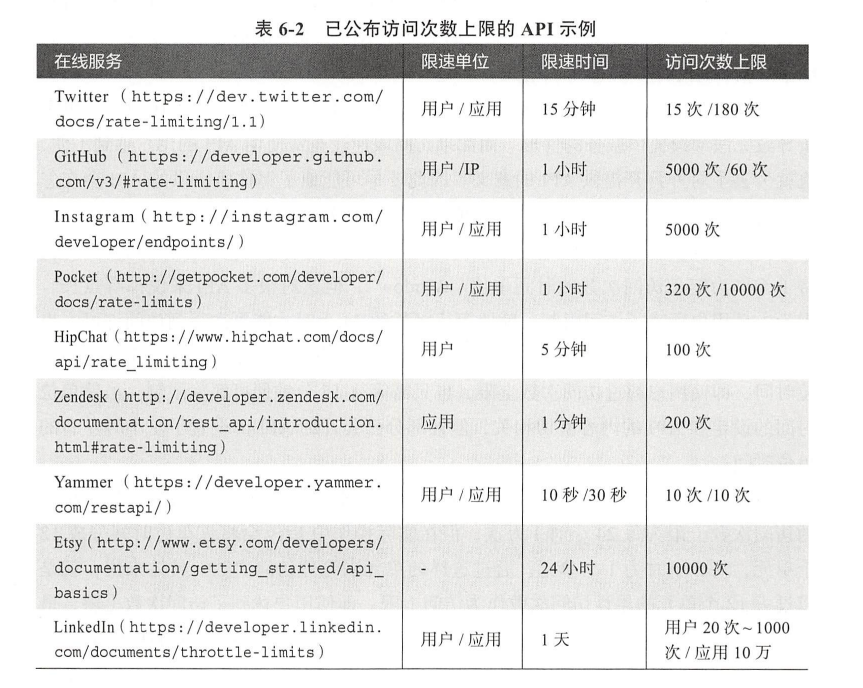 表 6-2 已公布访问次数上限的 API 示例
在线服务 限速单位 限速时间 访问次数上限
Twitter（https://dev.twitter.com/
docs/rate-limiting/1.1） 用户 / 应用 15 分钟 15 次 /180 次
GitHub（https://developer.github.
com/v3/#rate-limiting） 用户 /IP 1 小时 5000 次 /60 次
Instagram（http://instagram.com/
developer/endpoints/） 用户 / 应用 1 小时 5000 次
Pocket（http://getpocket.com/developer/
docs/rate-limits） 用户 / 应用 1 小时 320 次 /10000 次
HipChat（https://www.hipchat.com/docs/
api/rate_limiting） 用户 5 分钟 100 次
Zendesk（http://developer.zendesk.com/
documentation/rest_api/introduction.
html#rate-limiting） 应用 1 分钟 200 次
Yammer（https://developer.yammer.
com/restapi/） 用户 / 应用 10 秒 /30 秒 10 次 /10 次
Etsy（http://www.etsy.com/developers/
documentation/getting_started/api_
basics） - 24 小时 10000 次
LinkedIn（https://developer.linkedin.
com/documents/throttle-limits） 用户 / 应用 1 天 用户 20 次~1000
次 / 应用 10 万